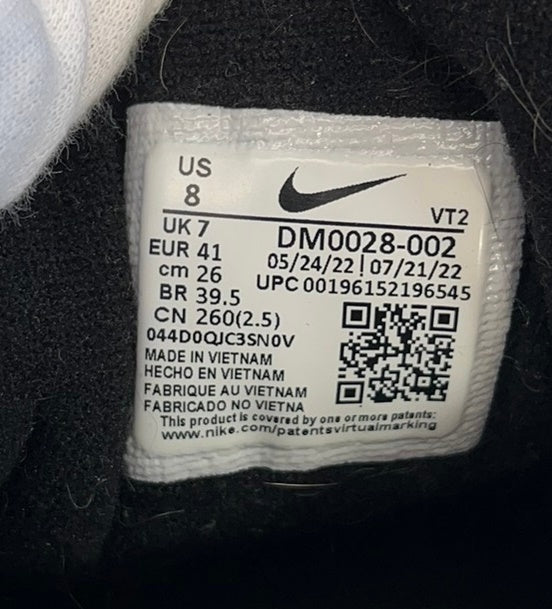 US
8
VT2
UK 7
EUR 41
cm 26
BR 39.5
CN 260(2.5)
DM0028-002
05/24/22 | 07/21/22
UPC 00196152196545
044D0QJC3SN0V
MADE IN VIETNAM
HECHO EN VIETNAM
FABRIQUE AU VIETNAM
FABRICADO NO VIETNA
This product is covered by one or more patents:
www.nike.com/patentsvirtualmarking